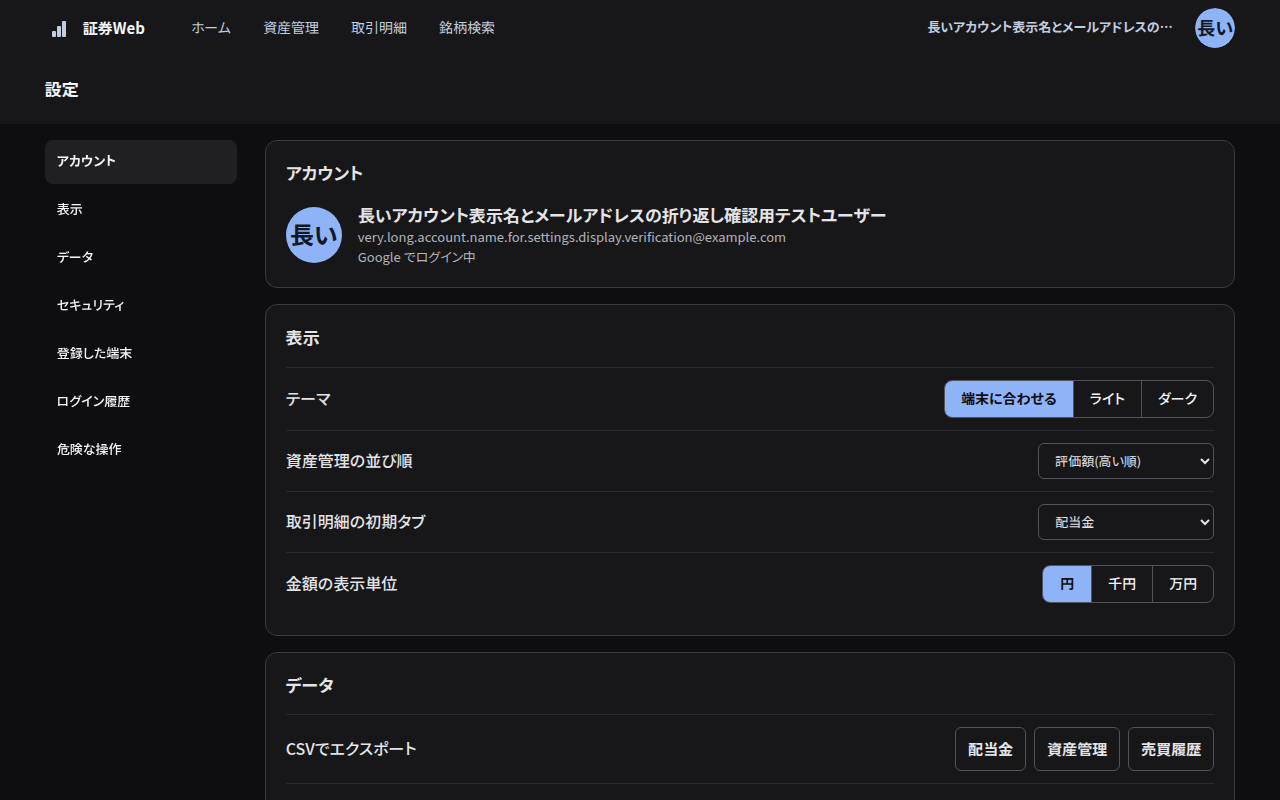 証券Web ホーム 資産管理 取引明細 銘柄検索 長いアカウント表示名とメールアドレスの… 長い
設定
アカウント
表示
データ
セキュリティ
登録した端末
ログイン履歴
危険な操作
アカウント
長い
長いアカウント表示名とメールアドレスの折り返し確認用テストユーザー
very.long.account.name.for.settings.display.verification@example.com
Google でログイン中
表示
テーマ 端末に合わせる ライト ダーク
資産管理の並び順 評価額(高い順)
取引明細の初期タブ 配当金
金額の表示単位 円 千円 万円
データ
CSVでエクスポート 配当金 資産管理 売買履歴